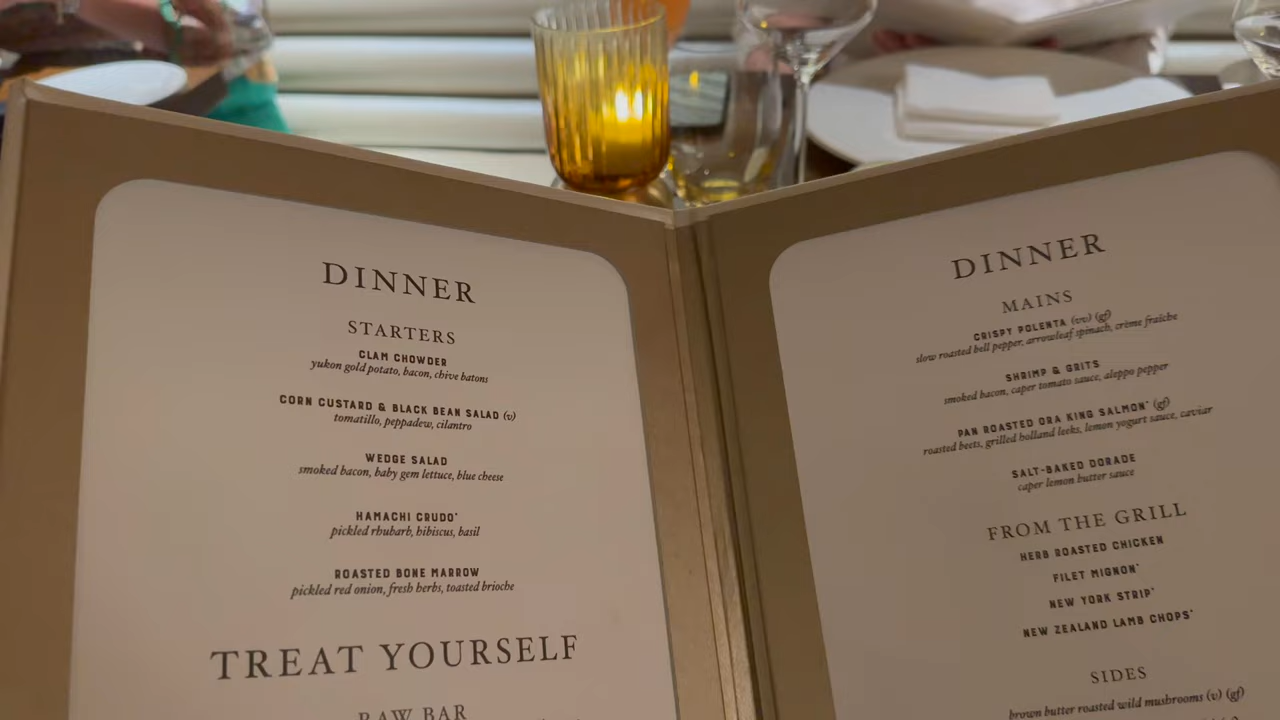 DINNER
STARTERS
CLAM CHOWDER
yukon gold potato, bacon, chive batons
CORN CUSTARD & BLACK BEAN SALAD (v)
tomatillo, peppadew, cilantro
WEDGE SALAD
smoked bacon, baby gem lettuce, blue cheese
HAMACHI CRUDO*
pickled rhubarb, hibiscus, basil
ROASTED BONE MARROW
pickled red onion, fresh herbs, toasted brioche
TREAT YOURSELF
RAW BAR
DINNER
MAINS
CRISPY POLENTA (vv) (gf)
slow roasted bell pepper, arrowleaf spinach, crème fraîche
SHRIMP & GRITS
smoked bacon, caper tomato sauce, aleppo pepper
PAN ROASTED ORA KING SALMON* (gf)
roasted beets, grilled holland leeks, lemon yogurt sauce, caviar
SALT-BAKED DORADE
caper lemon butter sauce
FROM THE GRILL
HERB ROASTED CHICKEN
FILET MIGNON*
NEW YORK STRIP*
NEW ZEALAND LAMB CHOPS*
SIDES
brown butter roasted wild mushrooms (v) (gf)